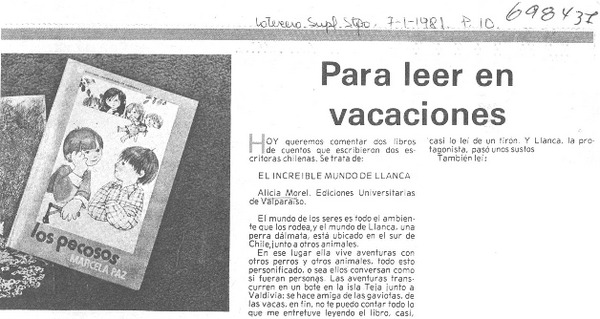 La Tercera. Supl. Stgo. 7-1-1981. P. 10. 698437
Para leer en
vacaciones
HOY queremos comentar dos libros
de cuentos que escribieron dos es-
critoras chilenas. Se trata de:
EL INCREIBLE MUNDO DE LLANCA
Alicia Morel. Ediciones Universitarias
de Valparaíso.
El mundo de los seres es todo el ambien-
te que los rodea, y el mundo de Llanca, una
perra dálmata, está ubicado en el sur de
Chile, junto a otros animales.
En ese lugar ella vive aventuras con
otros perros y otros animales, todo esto
personificado, o sea ellos conversan como
si fueran personas. Las aventuras trans-
curren en un bote en la isla Teja junto a
Valdivia; se hace amiga de las gaviotas, de
las vacas, en fin, no te puedo contar todo lo
que me entretuve leyendo el libro, casi,
casi lo leí de un tiron. Y Llanca, la pro-
tagonista, pasó unos sustos
También leí:
los pecosos
MARCELA PAZ